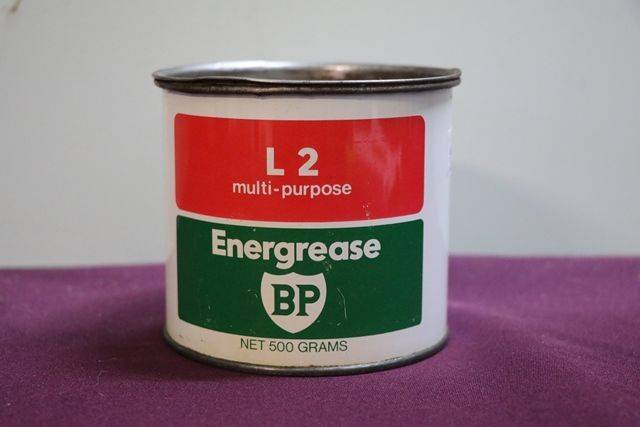 L 2
multi-purpose
Energrease
BP
NET 500 GRAMS